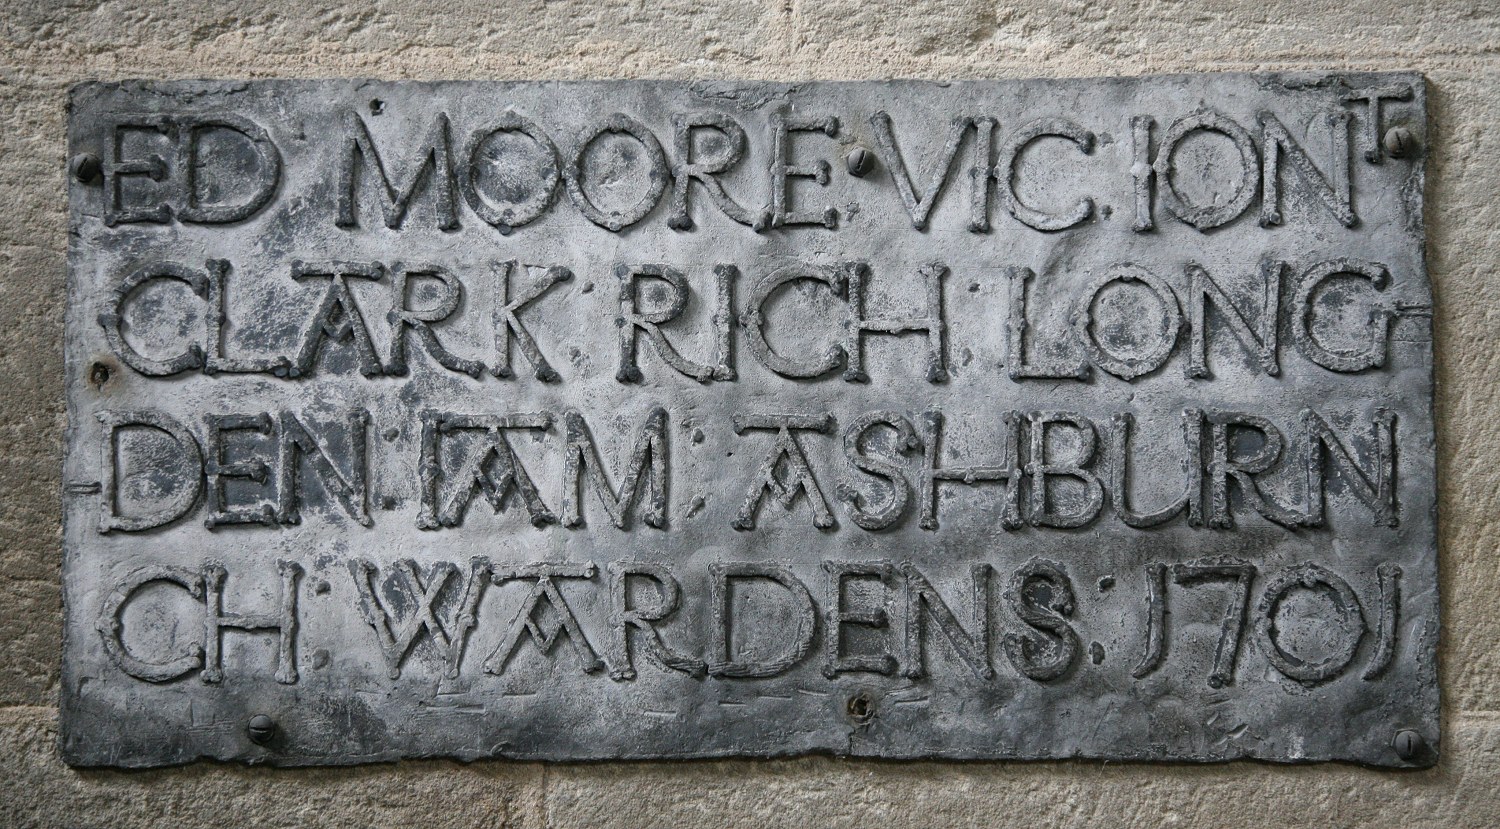 ED MOORE VIC: IONT
CLARK: RICH LONG
DEN: IAM: ASHBURN
CH: WARDENS: 1701